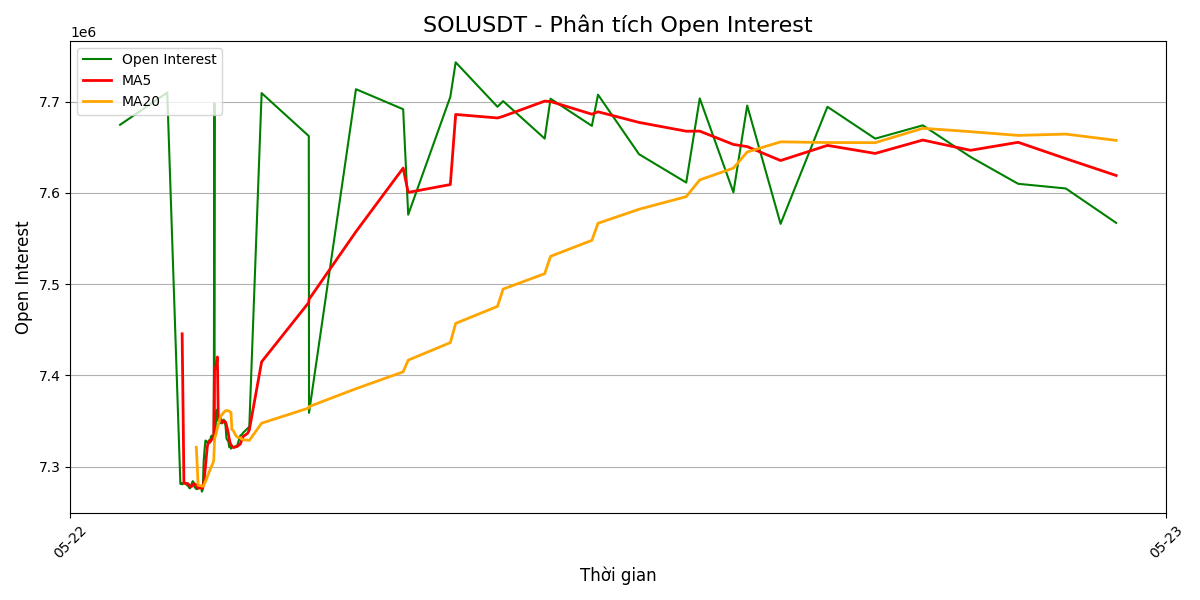 SOLUSDT - Phân tích Open Interest
1e6
Open Interest
MA5
MA20
7.7
7.6
7.5
7.4
7.3
Open Interest
05-22
05-23
Thời gian